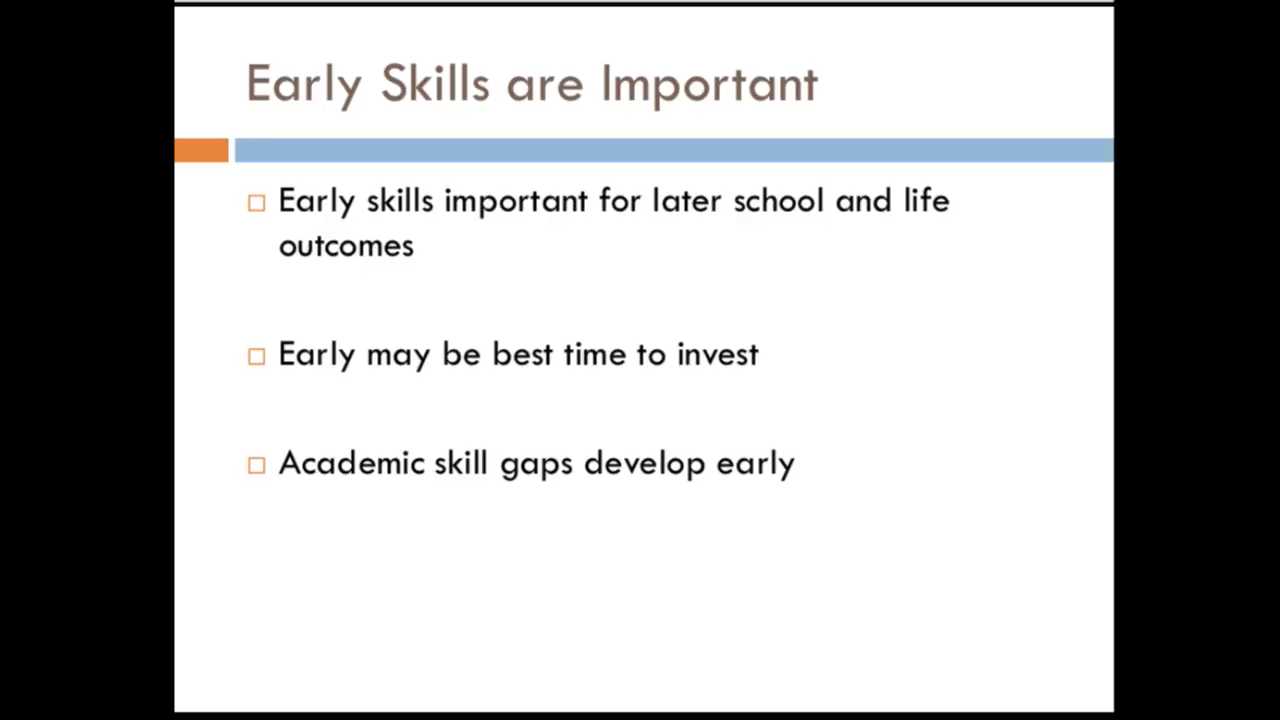 Early Skills are Important
Early skills important for later school and life
outcomes
Early may be best time to invest
Academic skill gaps develop early